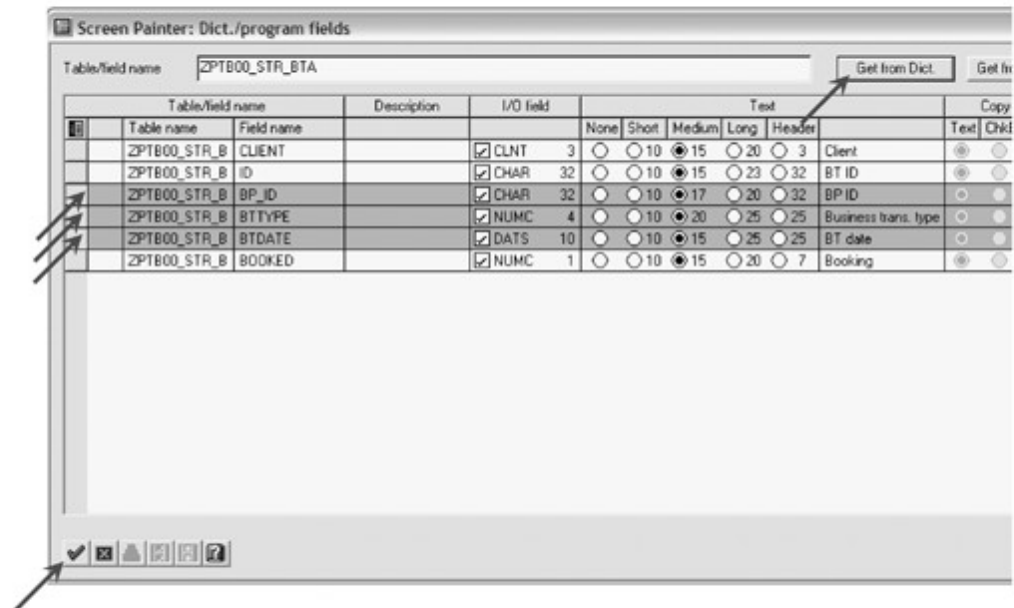 Screen Painter: Dict./program fields
Table/field name ZPTB00_STR_BTA Get from Dict. Get
Table/field name Description I/O field Text Copy
Table name Field name None Short Medium Long Header Text
ZPTB00_STR_B CLIENT CLNT 3 10 15 20 3 Client
ZPTB00_STR_B ID CHAR 32 10 15 23 32 BT ID
ZPTB00_STR_B BP_ID CHAR 32 10 17 20 32 BP ID
ZPTB00_STR_B BTTYPE NUMC 4 10 20 25 25 Business trans. type
ZPTB00_STR_B BTDATE DATS 10 10 15 25 25 BT date
ZPTB00_STR_B BOOKED NUMC 1 10 15 20 7 Booking